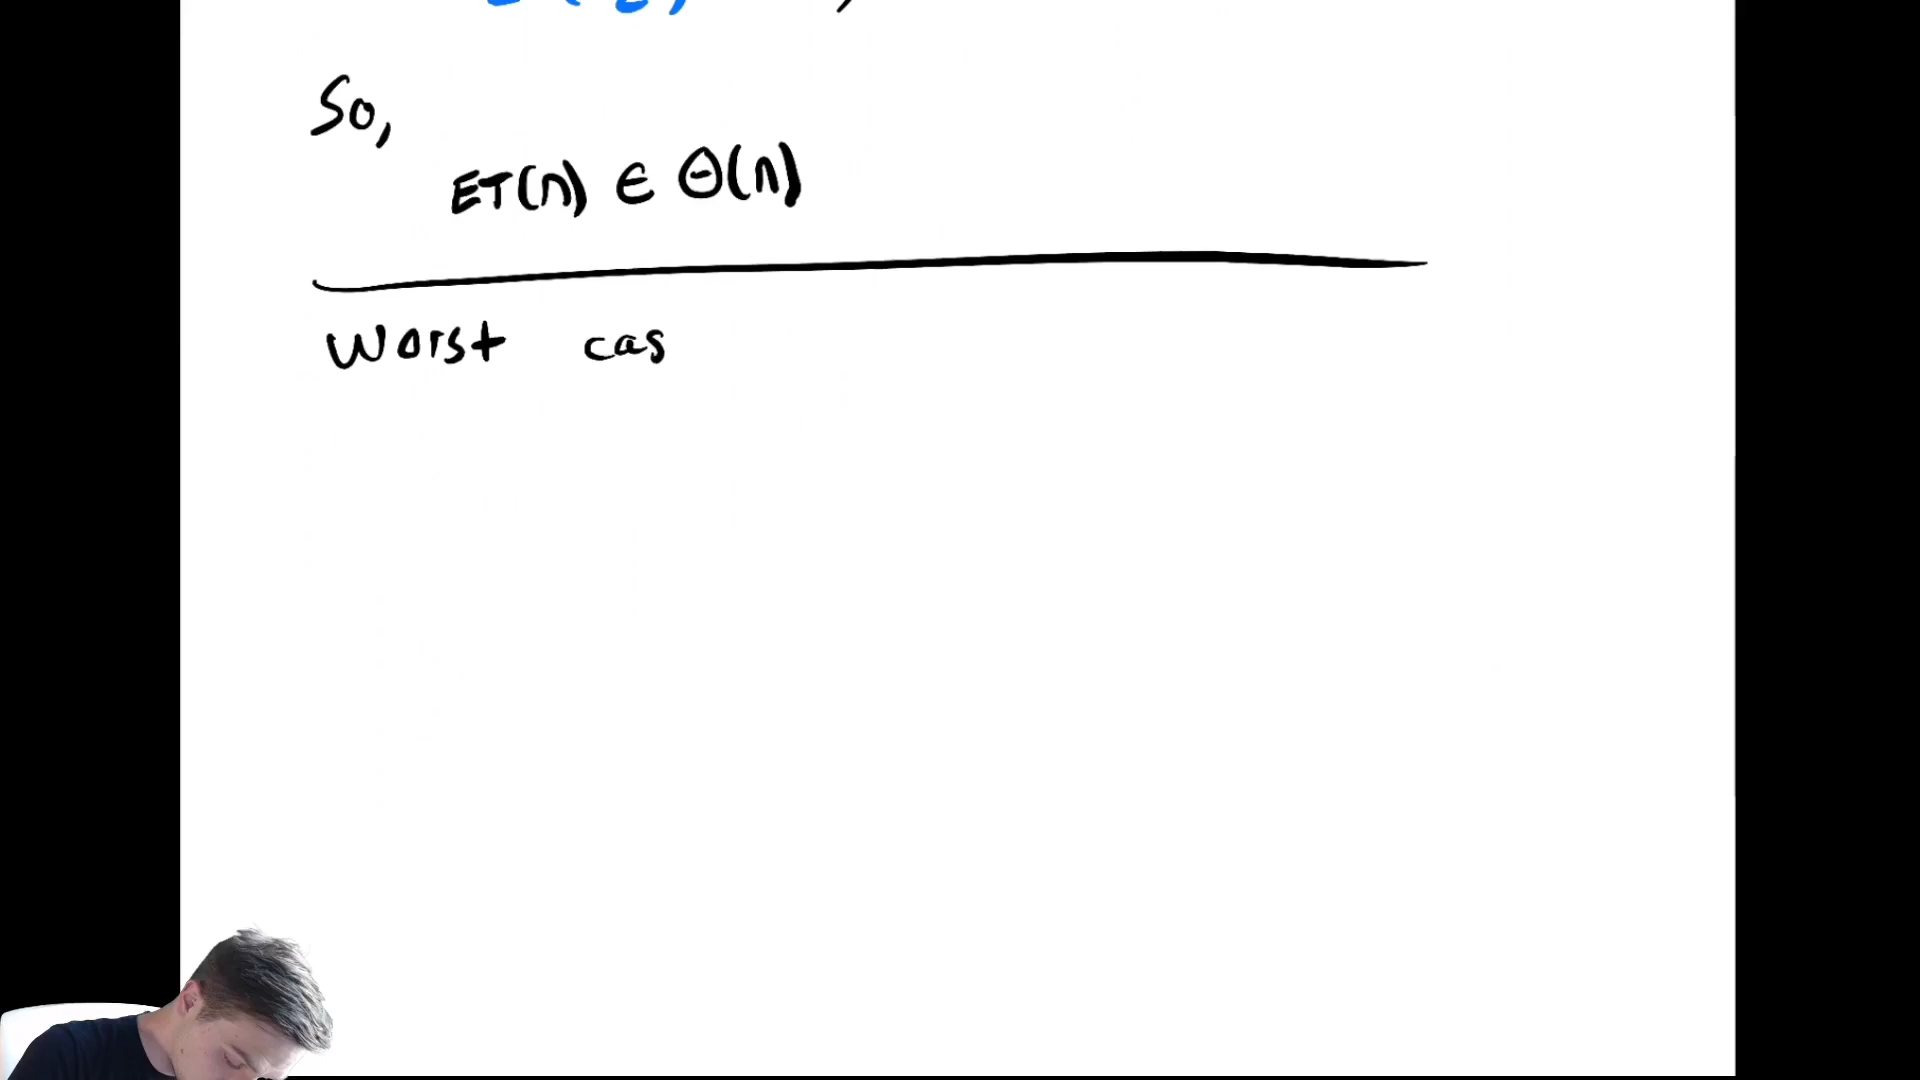 So,
ET(n) ∈ Θ(n)
Worst cas